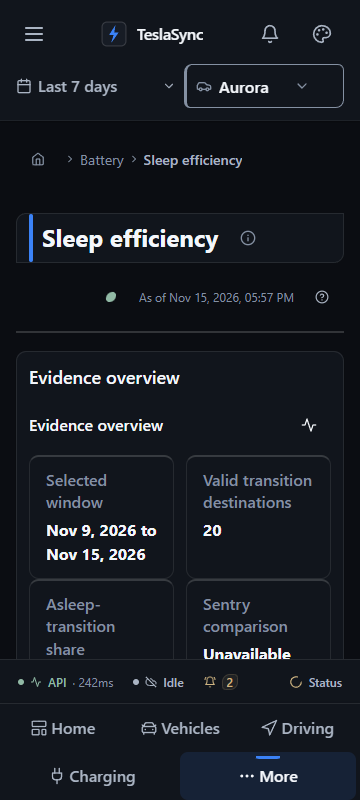 TeslaSync
Last 7 days
Aurora
Battery
Sleep efficiency
Sleep efficiency
As of Nov 15, 2026, 05:57 PM
Evidence overview
Evidence overview
Selected
window
Nov 9, 2026 to
Nov 15, 2026
Valid transition
destinations
20
Asleep-
transition
share
Sentry
comparison
Unavailable
API · 242ms
Idle
2
Status
Home
Vehicles
Driving
Charging
More